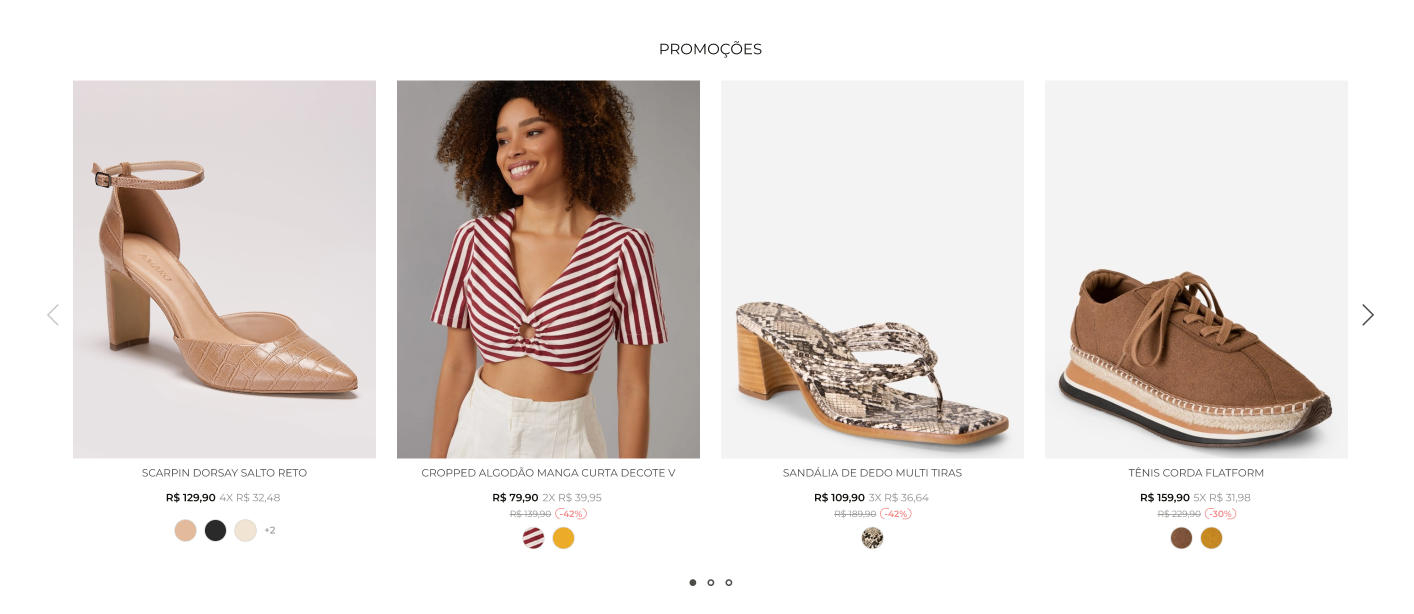 PROMOÇÕES
SCARPIN DORSAY SALTO RETO
R$ 129,90 4X R$ 32,48
+2
CROPPED ALGODÃO MANGA CURTA DECOTE V
R$ 79,90 2X R$ 39,95
R$ 139,90 (-42%)
SANDÁLIA DE DEDO MULTI TIRAS
R$ 109,90 3X R$ 36,64
R$ 189,90 (-42%)
TÊNIS CORDA FLATFORM
R$ 159,90 5X R$ 31,98
R$ 229,90 (-30%)